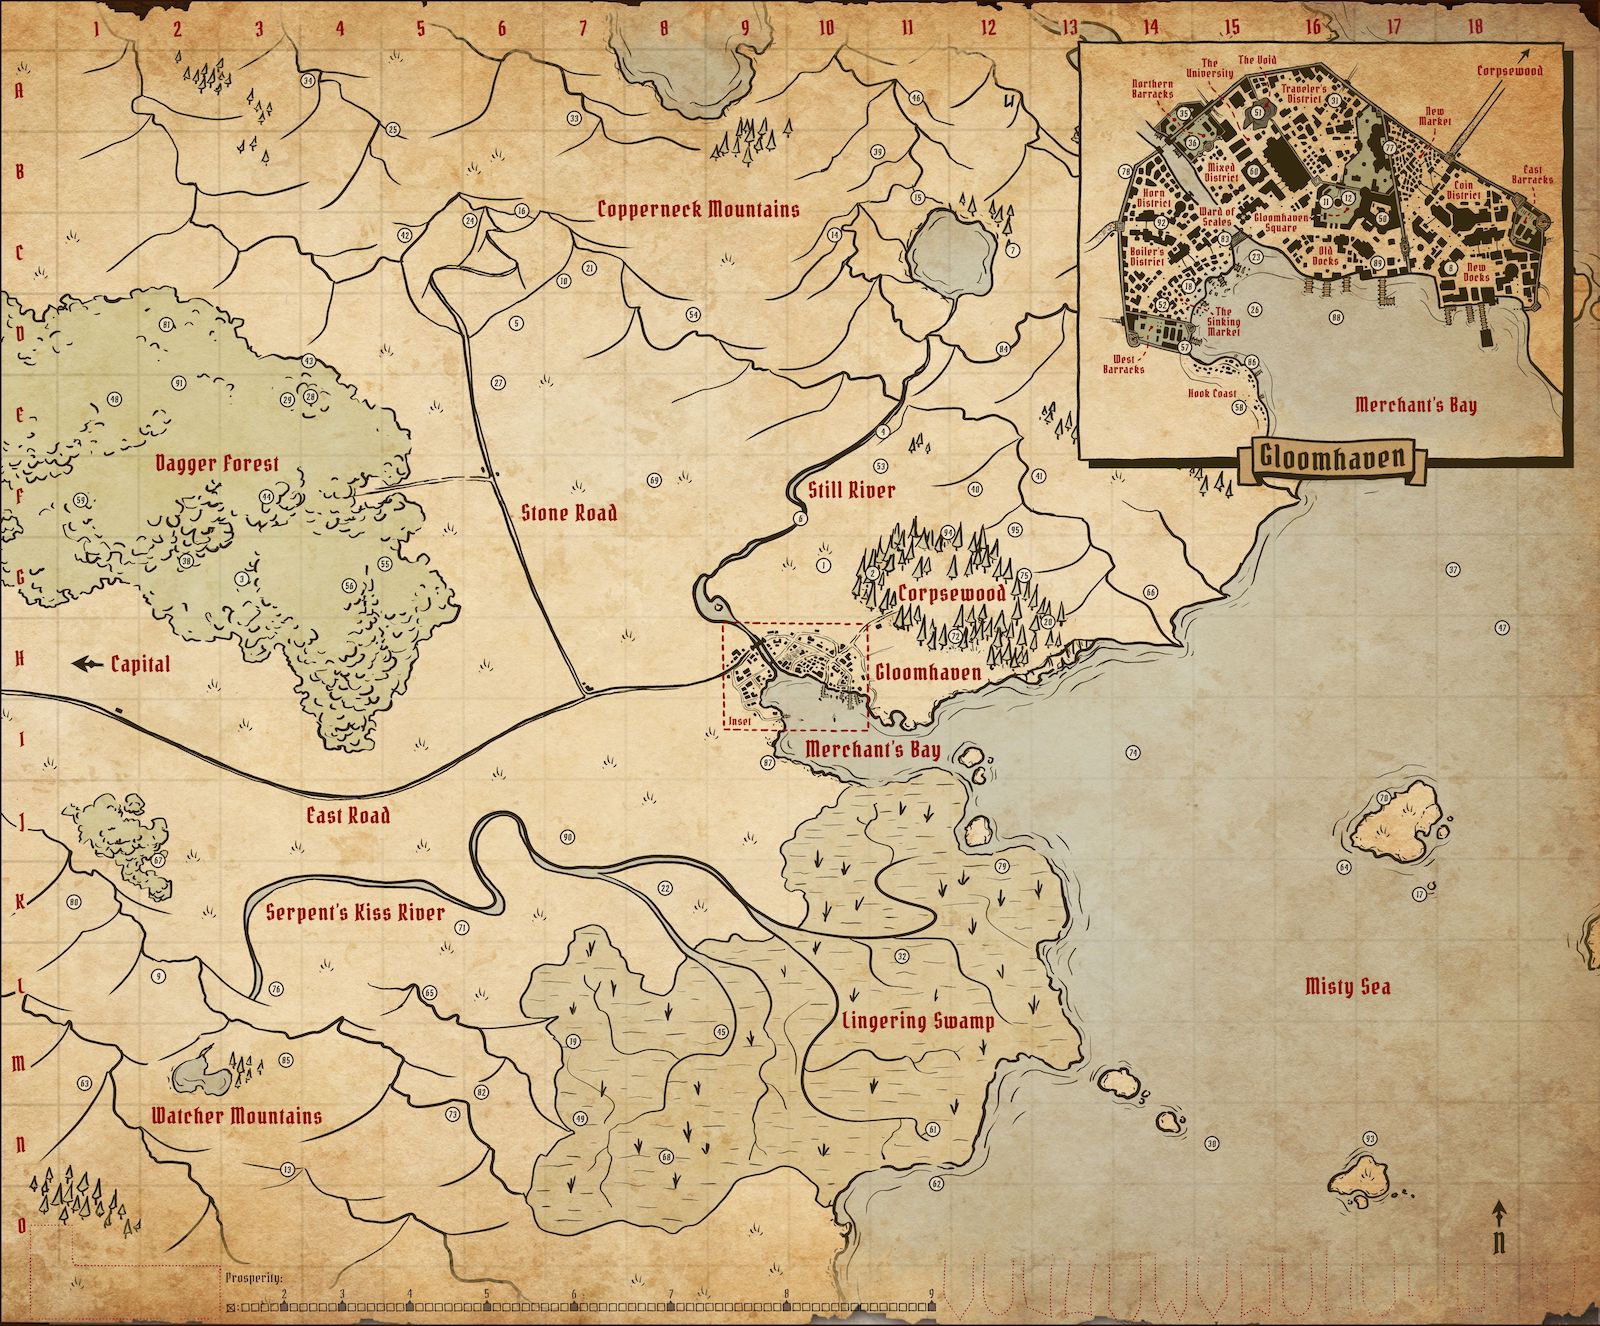 1 2 3 4 5 6 7 8 9 10 11 12 13 14 15 16 17 18
A
B
C
D
E
F
G
H
I
J
K
L
M
N
O
Copperneck Mountains
Dagger Forest
Stone Road
Still River
Corpsewood
Capital
Gloomhaven
Inset
Merchant's Bay
East Road
Serpent's Kiss River
Lingering Swamp
Misty Sea
Watcher Mountains
N
Prosperity:
2 3 4 5 6 7 8 9
34
25
33
46
39
15
14
7
24
16
42
21
10
5
54
84
27
81
43
91
48
29
28
4
53
69
40
41
59
44
6
94
95
38
3
55
56
1
2
75
66
20
72
37
47
87
74
70
64
17
90
79
67
22
80
71
32
9
76
65
45
19
85
63
82
73
49
61
68
13
62
30
93
Corpsewood
The Void
The
University
Northern
Barracks
Traveler's
District
New
Market
East
Barracks
Mixed
District
Coin
District
Horn
District
Ward of
Scales
Gloomhaven
Square
Boiler's
District
Old
Docks
New
Docks
The
Sinking
Market
West
Barracks
Hook Coast
Merchant's Bay
Gloomhaven
35
51
31
36
77
78
60
11
12
50
92
83
23
89
8
18
52
26
88
57
86
58